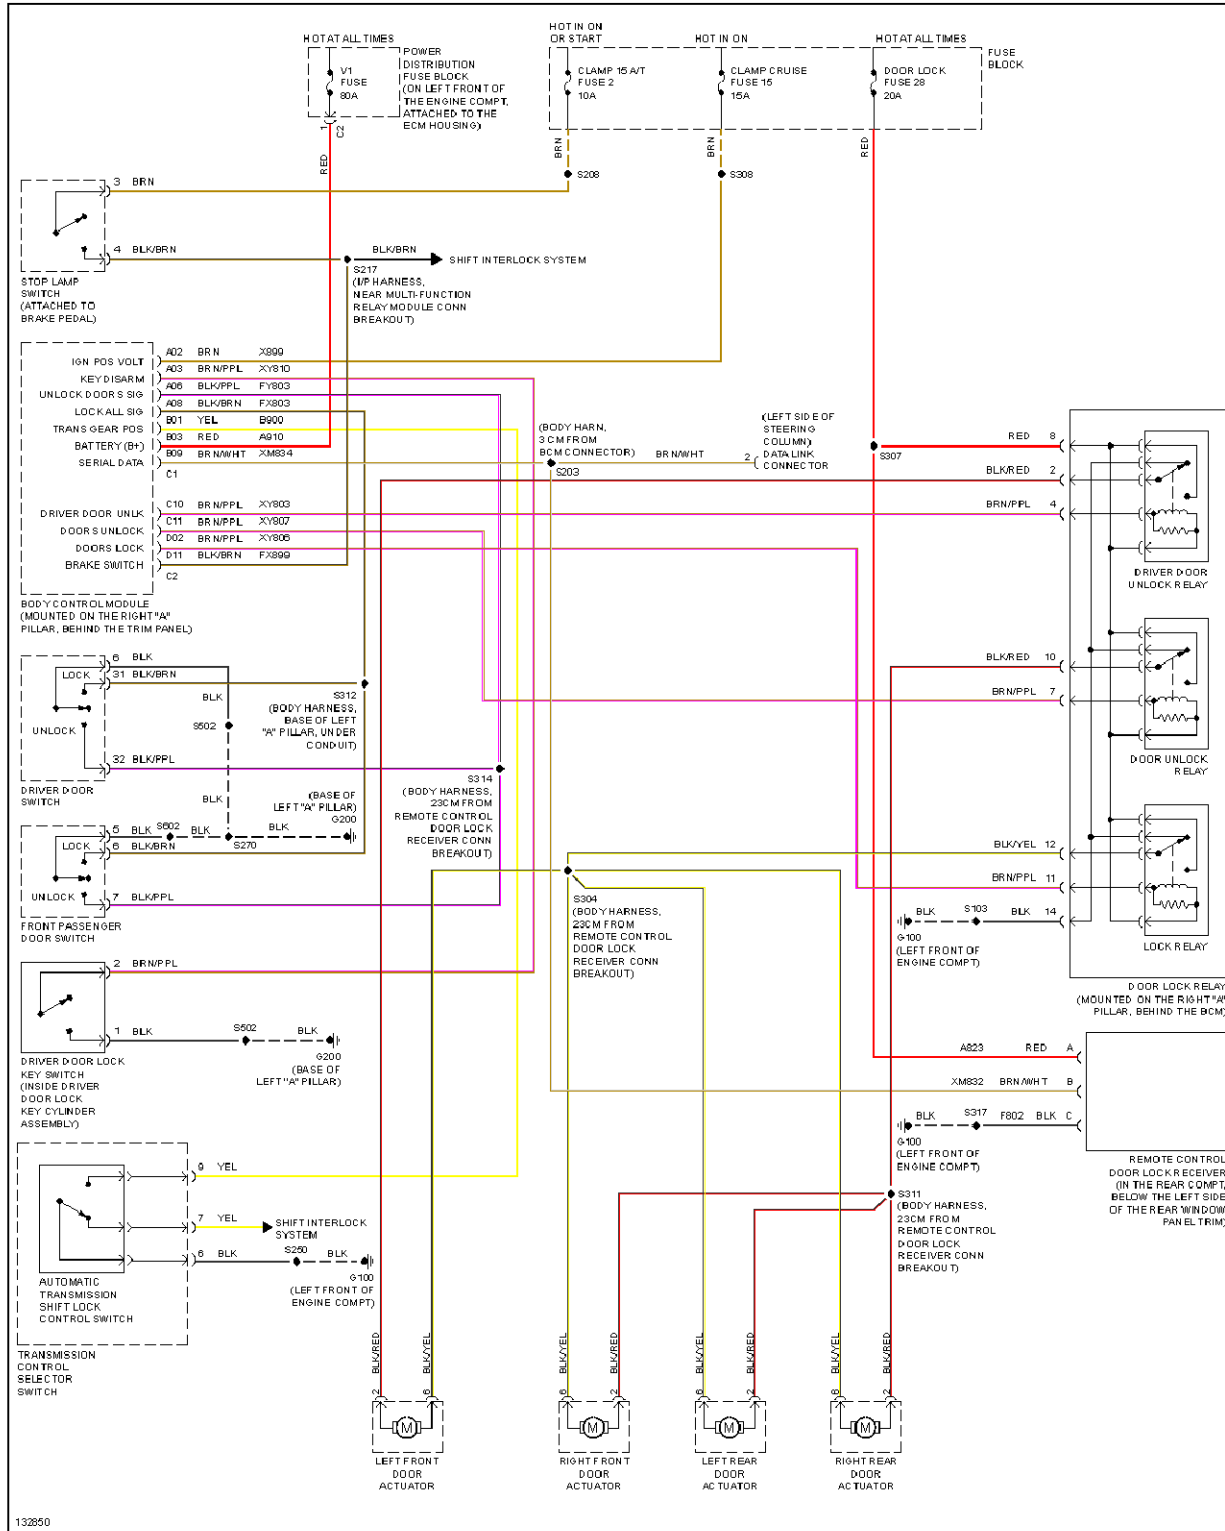 HOT AT ALL TIMES
V1
FUSE
80A
POWER
DISTRIBUTION
FUSE BLOCK
(ON LEFT FRONT OF
THE ENGINE COMPT,
ATTACHED TO THE
ECM HOUSING)
HOT IN ON
OR START
HOT IN ON
HOT AT ALL TIMES
CLAMP 15 A/T
FUSE 2
10A
CLAMP CRUISE
FUSE 15
15A
DOOR LOCK
FUSE 28
20A
FUSE
BLOCK
1
C2
RED
BRN
BRN
RED
S208
S308
3 BRN
4 BLK/BRN
BLK/BRN
SHIFT INTERLOCK SYSTEM
S217
(I/P HARNESS,
NEAR MULTI-FUNCTION
RELAY MODULE CONN
BREAKOUT)
STOP LAMP
SWITCH
(ATTACHED TO
BRAKE PEDAL)
IGN POS VOLT A02 BRN X899
KEY DISARM A03 BRN/PPL XY810
UNLOCK DOORS SIG A06 BLK/PPL FY803
LOCK ALL SIG A08 BLK/BRN FX803
TRANS GEAR POS B01 YEL B900
BATTERY (B+) B03 RED A910
SERIAL DATA B09 BRN/WHT XM834
C1
DRIVER DOOR UNLK C10 BRN/PPL XY803
DOORS UNLOCK C11 BRN/PPL XY807
DOORS LOCK D02 BRN/PPL XY806
BRAKE SWITCH D11 BLK/BRN FX899
C2
BODY CONTROL MODULE
(MOUNTED ON THE RIGHT "A"
PILLAR, BEHIND THE TRIM PANEL)
(BODY HARN,
3 CM FROM
BCM CONNECTOR)
S203
BRN/WHT 2
(LEFT SIDE OF
STEERING
COLUMN)
DATA LINK
CONNECTOR
S307
RED 8
BLK/RED 2
BRN/PPL 4
DRIVER DOOR
UNLOCK RELAY
BLK/RED 10
BRN/PPL 7
DOOR UNLOCK
RELAY
BLK/YEL 12
BRN/PPL 11
BLK S103 BLK 14
G100
(LEFT FRONT OF
ENGINE COMPT)
LOCK RELAY
DOOR LOCK RELAY
(MOUNTED ON THE RIGHT "A"
PILLAR, BEHIND THE BCM)
6 BLK
31 BLK/BRN
LOCK
UNLOCK
32 BLK/PPL
DRIVER DOOR
SWITCH
BLK
S502
BLK
S312
(BODY HARNESS,
BASE OF LEFT
"A" PILLAR, UNDER
CONDUIT)
S314
(BODY HARNESS,
23CM FROM
REMOTE CONTROL
DOOR LOCK
RECEIVER CONN
BREAKOUT)
(BASE OF
LEFT "A" PILLAR)
G200
5 BLK S602 BLK S270 BLK
6 BLK/BRN
LOCK
UNLOCK
7 BLK/PPL
FRONT PASSENGER
DOOR SWITCH
S304
(BODY HARNESS,
23CM FROM
REMOTE CONTROL
DOOR LOCK
RECEIVER CONN
BREAKOUT)
2 BRN/PPL
1 BLK S502 BLK
G200
(BASE OF
LEFT "A" PILLAR)
DRIVER DOOR LOCK
KEY SWITCH
(INSIDE DRIVER
DOOR LOCK
KEY CYLINDER
ASSEMBLY)
A823 RED A
XM832 BRN/WHT B
BLK S317 F802 BLK C
G100
(LEFT FRONT OF
ENGINE COMPT)
REMOTE CONTROL
DOOR LOCK RECEIVER
(IN THE REAR COMPT,
BELOW THE LEFT SIDE
OF THE REAR WINDOW
PANEL TRIM)
9 YEL
7 YEL
SHIFT INTERLOCK
SYSTEM
6 BLK S250 BLK
G100
(LEFT FRONT OF
ENGINE COMPT)
AUTOMATIC
TRANSMISSION
SHIFT LOCK
CONTROL SWITCH
TRANSMISSION
CONTROL
SELECTOR
SWITCH
S311
(BODY HARNESS,
23CM FROM
REMOTE CONTROL
DOOR LOCK
RECEIVER CONN
BREAKOUT)
BLK/RED
BLK/YEL
BLK/YEL
BLK/RED
BLK/YEL
BLK/RED
BLK/YEL
BLK/RED
2 6 6 2 6 2 6 2
M M M M
LEFT FRONT
DOOR
ACTUATOR
RIGHT FRONT
DOOR
ACTUATOR
LEFT REAR
DOOR
ACTUATOR
RIGHT REAR
DOOR
ACTUATOR
132850